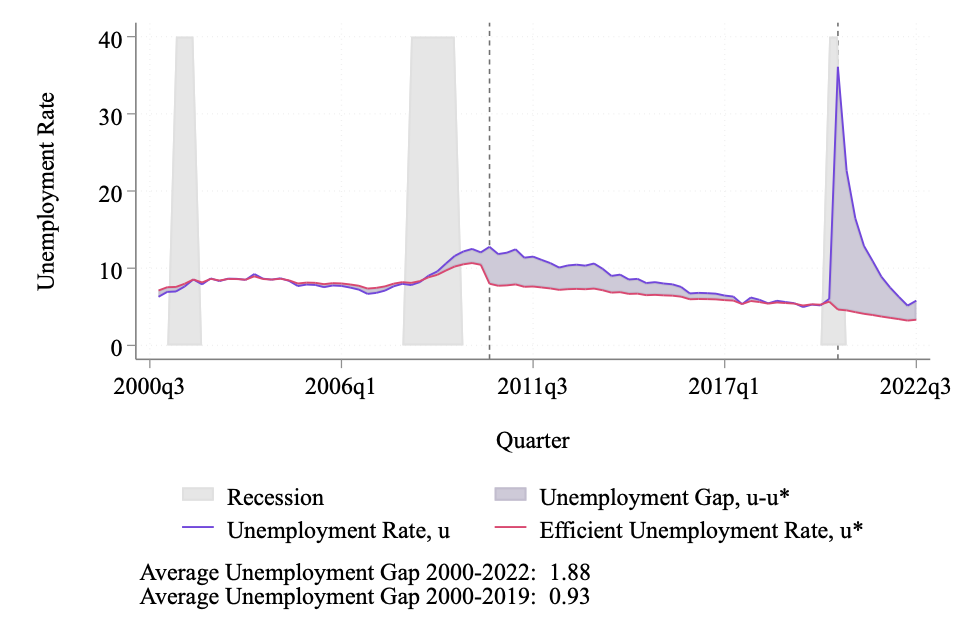 40
30
20
10
0
Unemployment Rate
2000q3 2006q1 2011q3 2017q1 2022q3
Quarter
Recession Unemployment Gap, u-u*
Unemployment Rate, u Efficient Unemployment Rate, u*
Average Unemployment Gap 2000-2022: 1.88
Average Unemployment Gap 2000-2019: 0.93